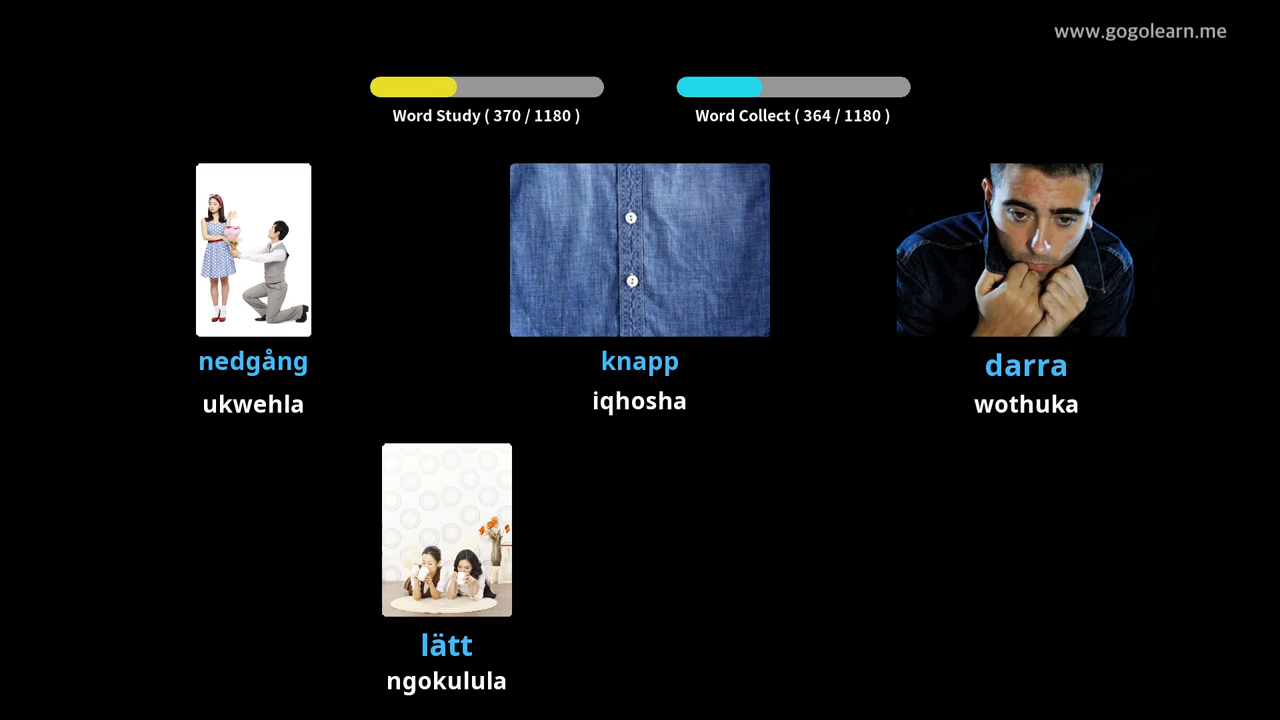 www.gogolearn.me
Word Study ( 370 / 1180 )
Word Collect ( 364 / 1180 )
nedgång
ukwehla
knapp
iqhosha
darra
wothuka
lätt
ngokulula